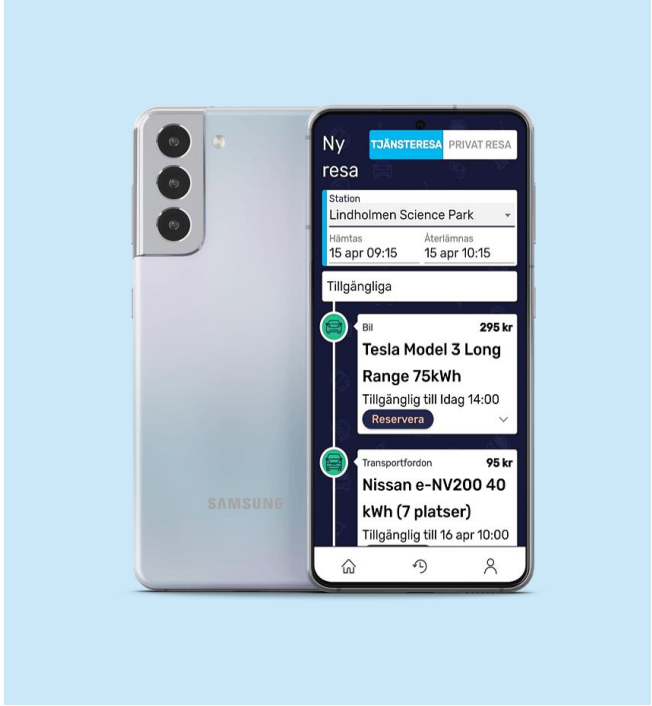 SAMSUNG
Ny
resa
TJÄNSTERESA PRIVAT RESA
Station
Lindholmen Science Park
Hämtas Återlämnas
15 apr 09:15 15 apr 10:15
Tillgängliga
Bil 295 kr
Tesla Model 3 Long
Range 75kWh
Tillgänglig till Idag 14:00
Reservera
Transportfordon 95 kr
Nissan e-NV200 40
kWh (7 platser)
Tillgänglig till 16 apr 10:00